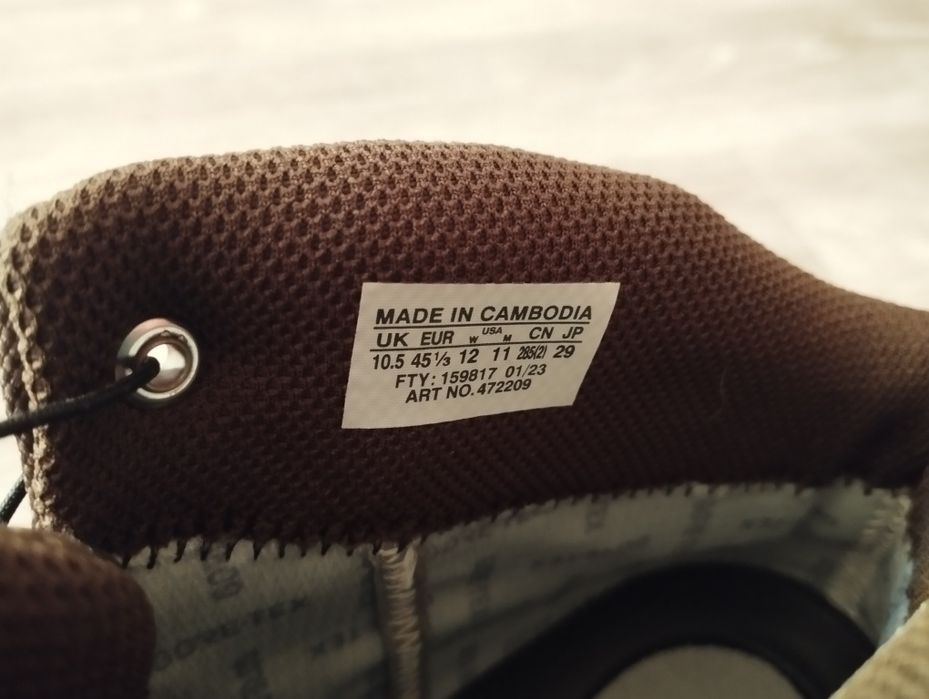 MADE IN CAMBODIA
UK EUR W USA M CN JP
10.5 45⅓ 12 11 285(2) 29
FTY: 159817 01/23
ART NO. 472209